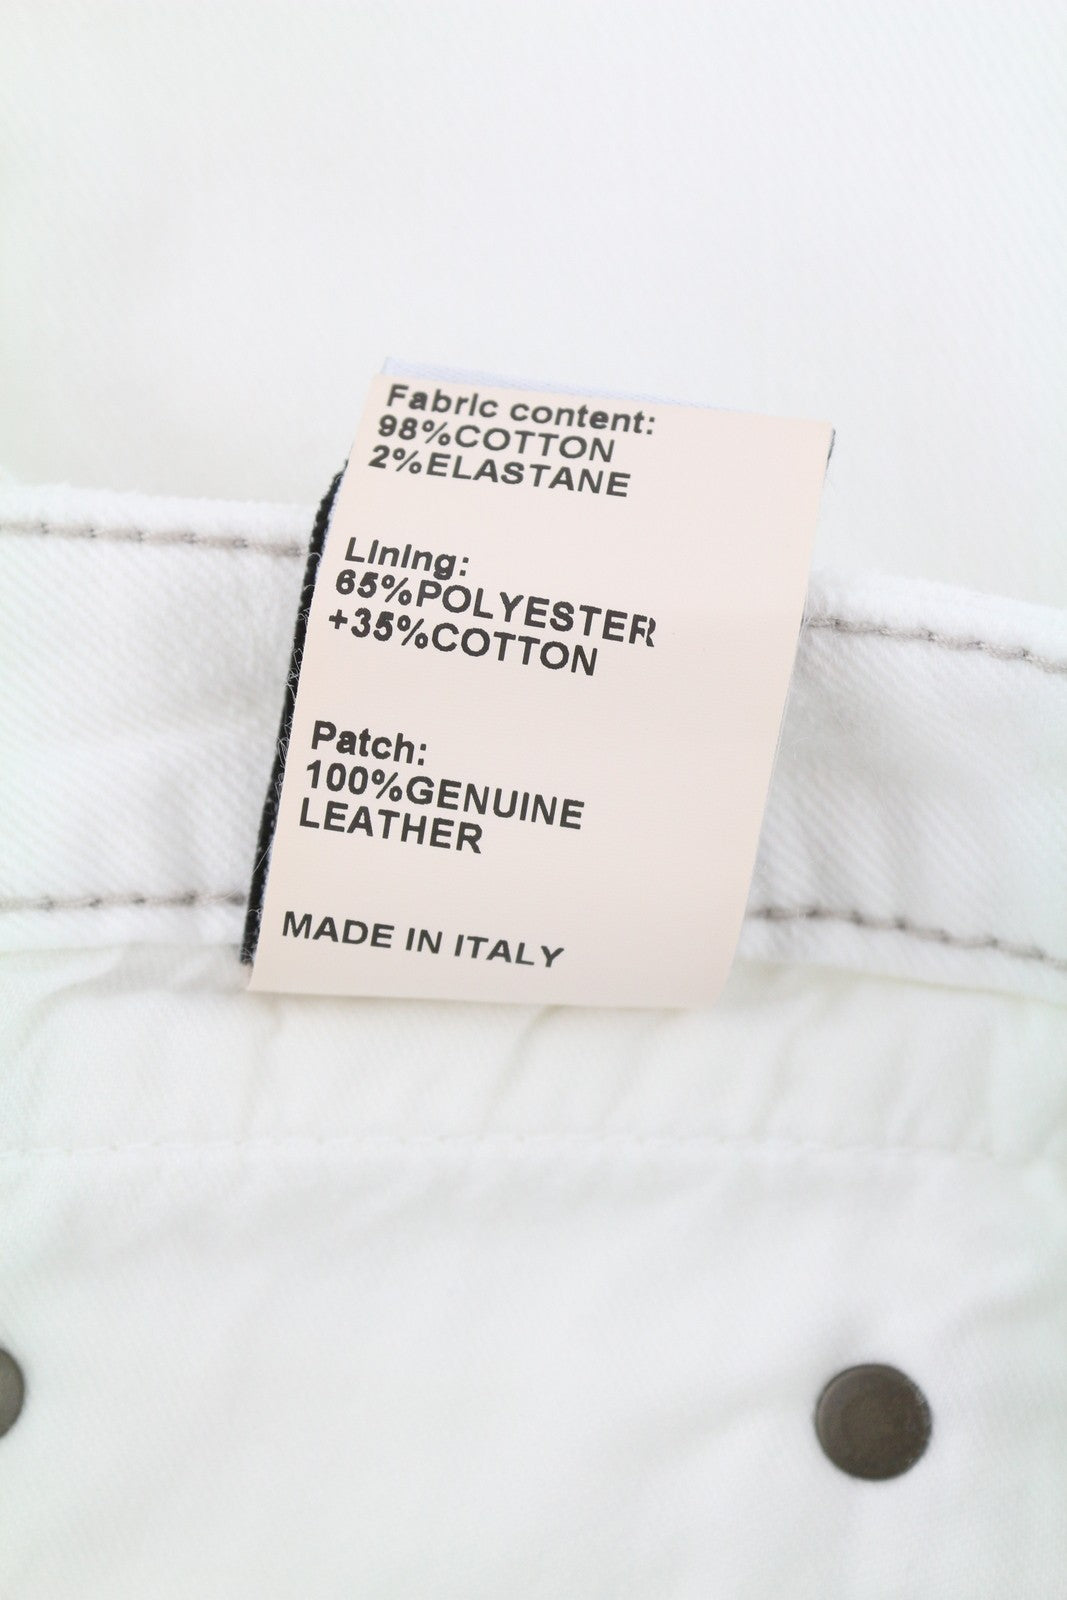 Fabric content:
98%COTTON
2%ELASTANE
Lining:
65%POLYESTER
+35%COTTON
Patch:
100%GENUINE
LEATHER
MADE IN ITALY